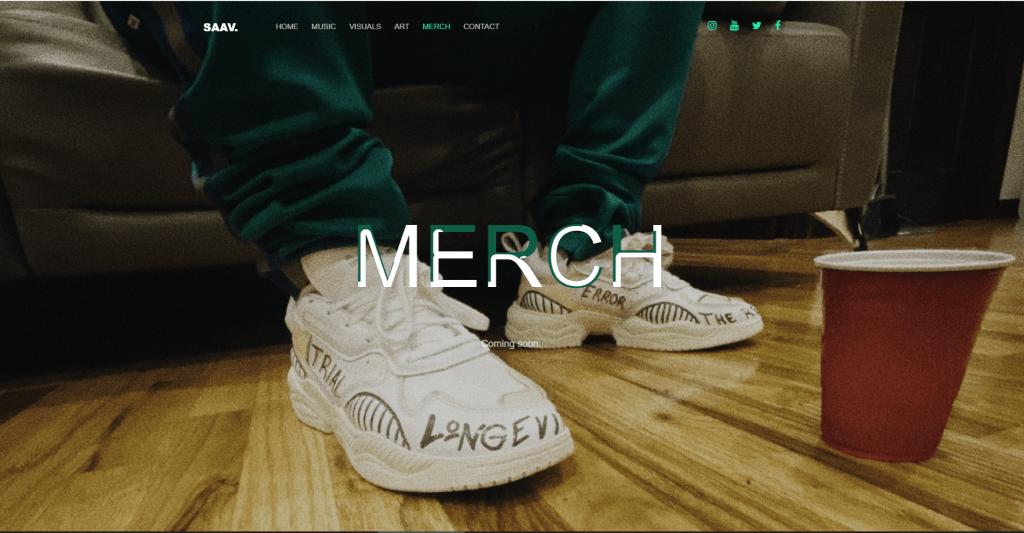 SAAV.
HOME MUSIC VISUALS ART MERCH CONTACT
MERCH
Coming soon.
ERROR
THE
TRIAL
LONGEVI